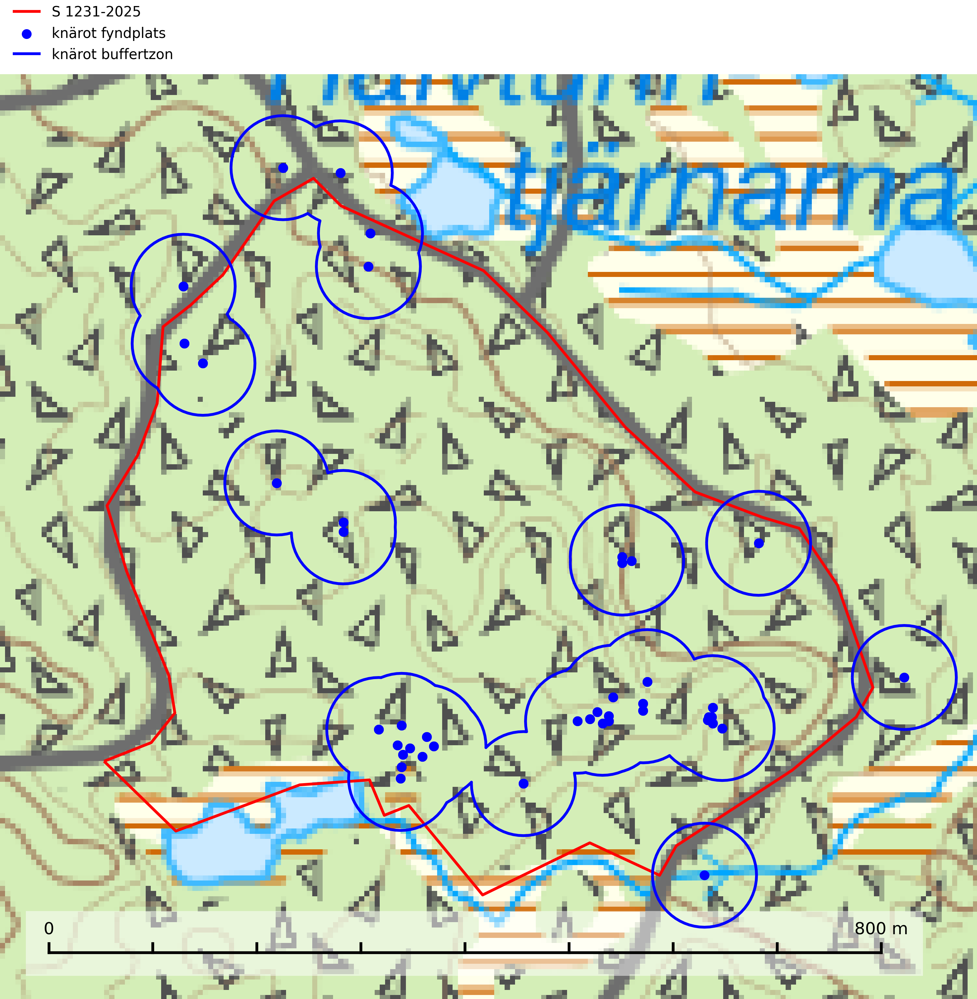 S 1231-2025
knärot fyndplats
knärot buffertzon
tjärnarna
0
800 m